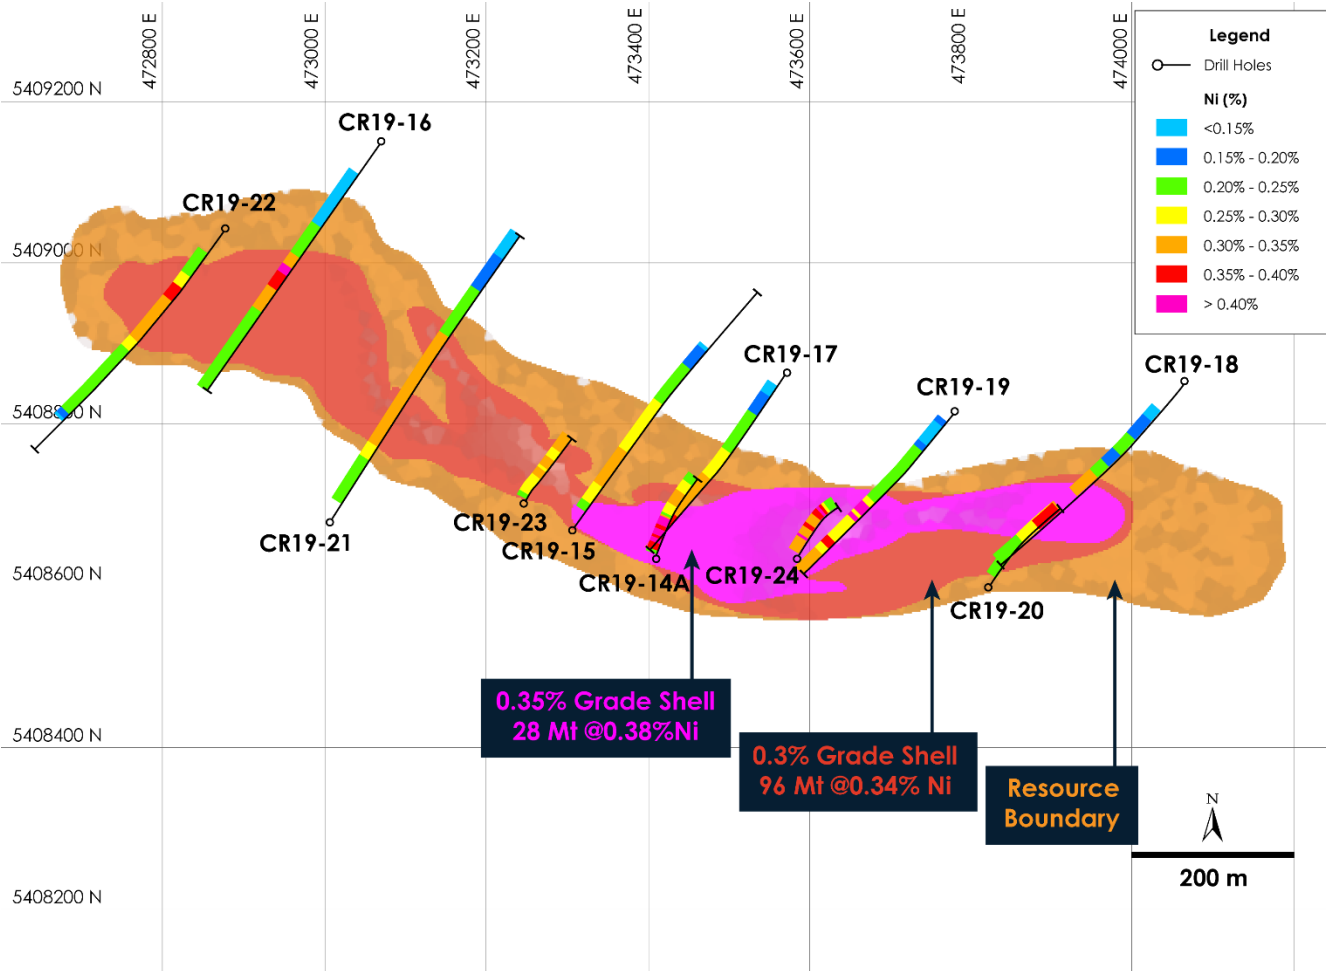 472800 E
473000 E
473200 E
473400 E
473600 E
473800 E
474000 E
5409200 N
5409000 N
5408800 N
5408600 N
5408400 N
5408200 N
CR19-16
CR19-22
CR19-17
CR19-19
CR19-18
CR19-23
CR19-21
CR19-15
CR19-14A
CR19-24
CR19-20
0.35% Grade Shell
28 Mt @0.38%Ni
0.3% Grade Shell
96 Mt @0.34% Ni
Resource
Boundary
Legend
Drill Holes
Ni (%)
<0.15%
0.15% - 0.20%
0.20% - 0.25%
0.25% - 0.30%
0.30% - 0.35%
0.35% - 0.40%
> 0.40%
N
200 m